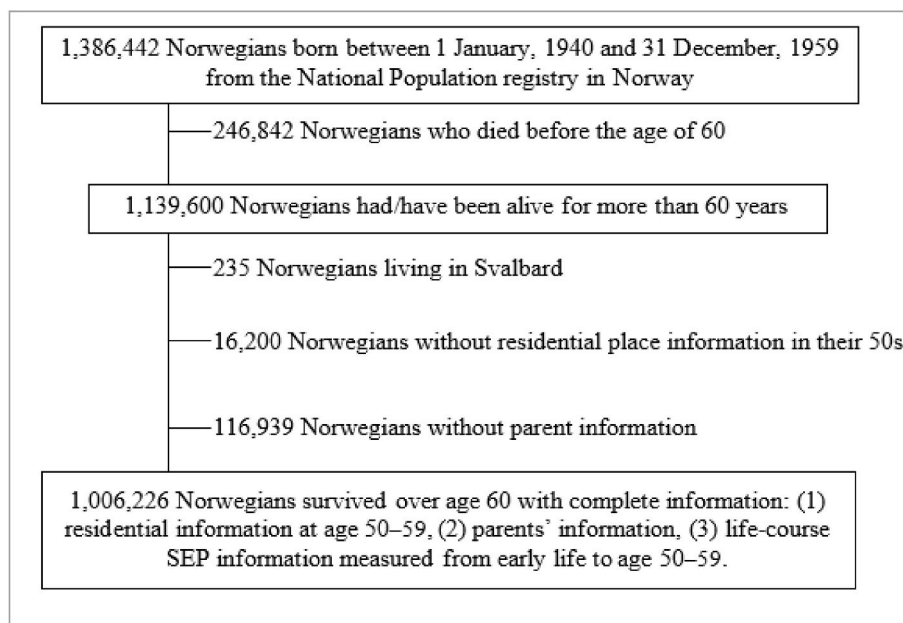 1,386,442 Norwegians born between 1 January, 1940 and 31 December, 1959
from the National Population registry in Norway
246,842 Norwegians who died before the age of 60
1,139,600 Norwegians had/have been alive for more than 60 years
235 Norwegians living in Svalbard
16,200 Norwegians without residential place information in their 50s
116,939 Norwegians without parent information
1,006,226 Norwegians survived over age 60 with complete information: (1)
residential information at age 50–59, (2) parents’ information, (3) life-course
SEP information measured from early life to age 50–59.